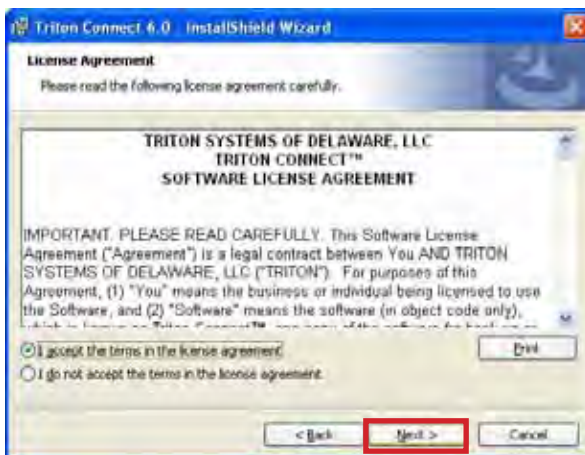 Triton Connect 6.0 InstallShield Wizard
License Agreement
Please read the following license agreement carefully.
TRITON SYSTEMS OF DELAWARE, LLC
TRITON CONNECT™
SOFTWARE LICENSE AGREEMENT
IMPORTANT. PLEASE READ CAREFULLY. This Software License
Agreement ("Agreement") is a legal contract between You AND TRITON
SYSTEMS OF DELAWARE, LLC ("TRITON"). For purposes of this
Agreement, (1) "You" means the business or individual being licensed to use
the Software, and (2) "Software" means the software (in object code only),
I accept the terms in the license agreement
Print
I do not accept the terms in the license agreement
< Back Next > Cancel